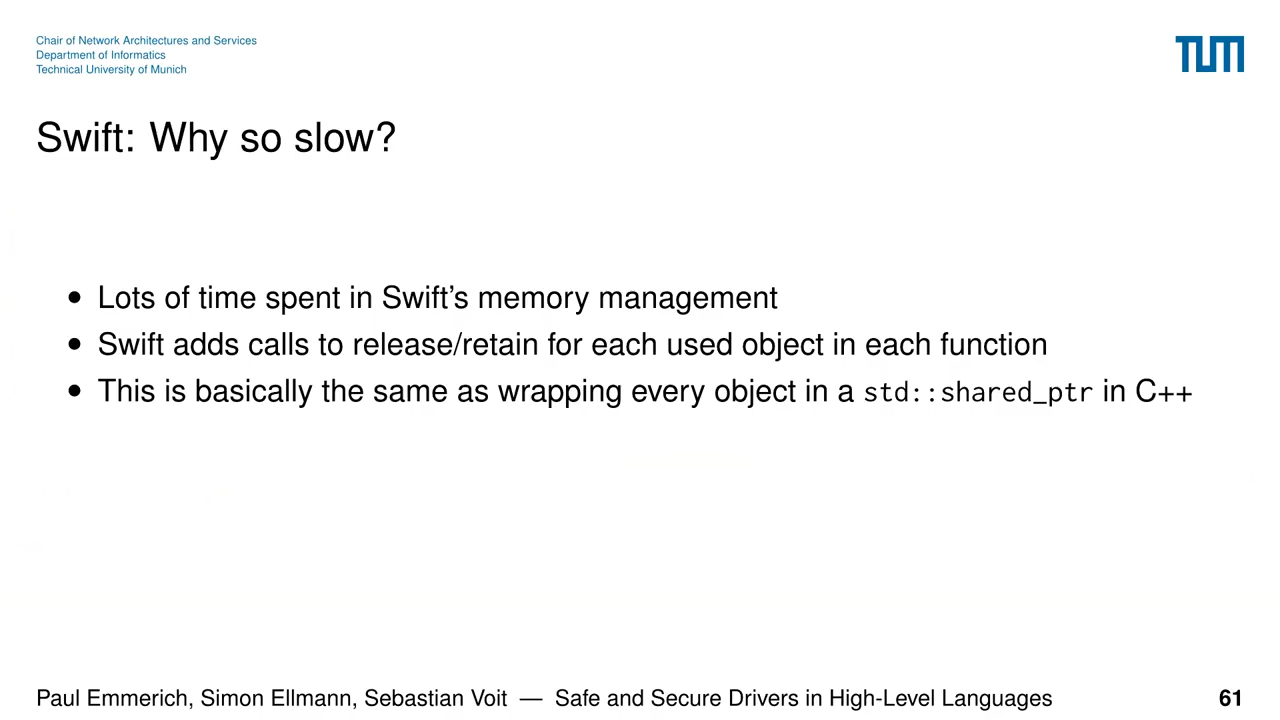 Chair of Network Architectures and Services
Department of Informatics
Technical University of Munich
TUM
Swift: Why so slow?
• Lots of time spent in Swift's memory management
• Swift adds calls to release/retain for each used object in each function
• This is basically the same as wrapping every object in a std::shared_ptr in C++
Paul Emmerich, Simon Ellmann, Sebastian Voit — Safe and Secure Drivers in High-Level Languages 61